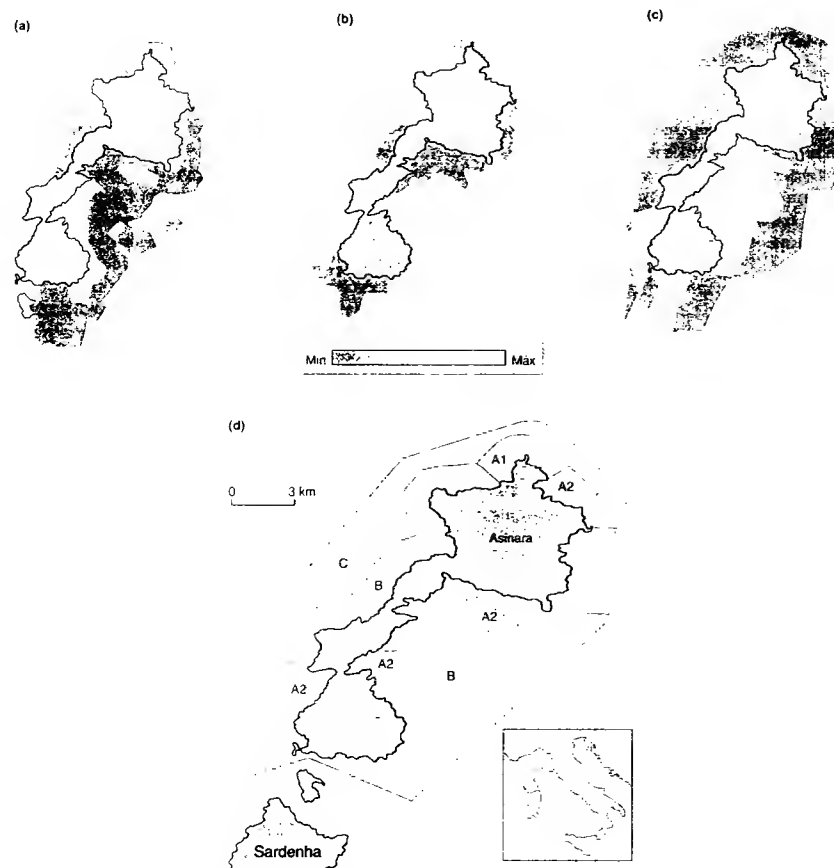 (a)
(b)
(c)
Min
Máx
(d)
0 3 km
A1
A2
Asinara
C
B
A2
A2
B
A2
Sardenha